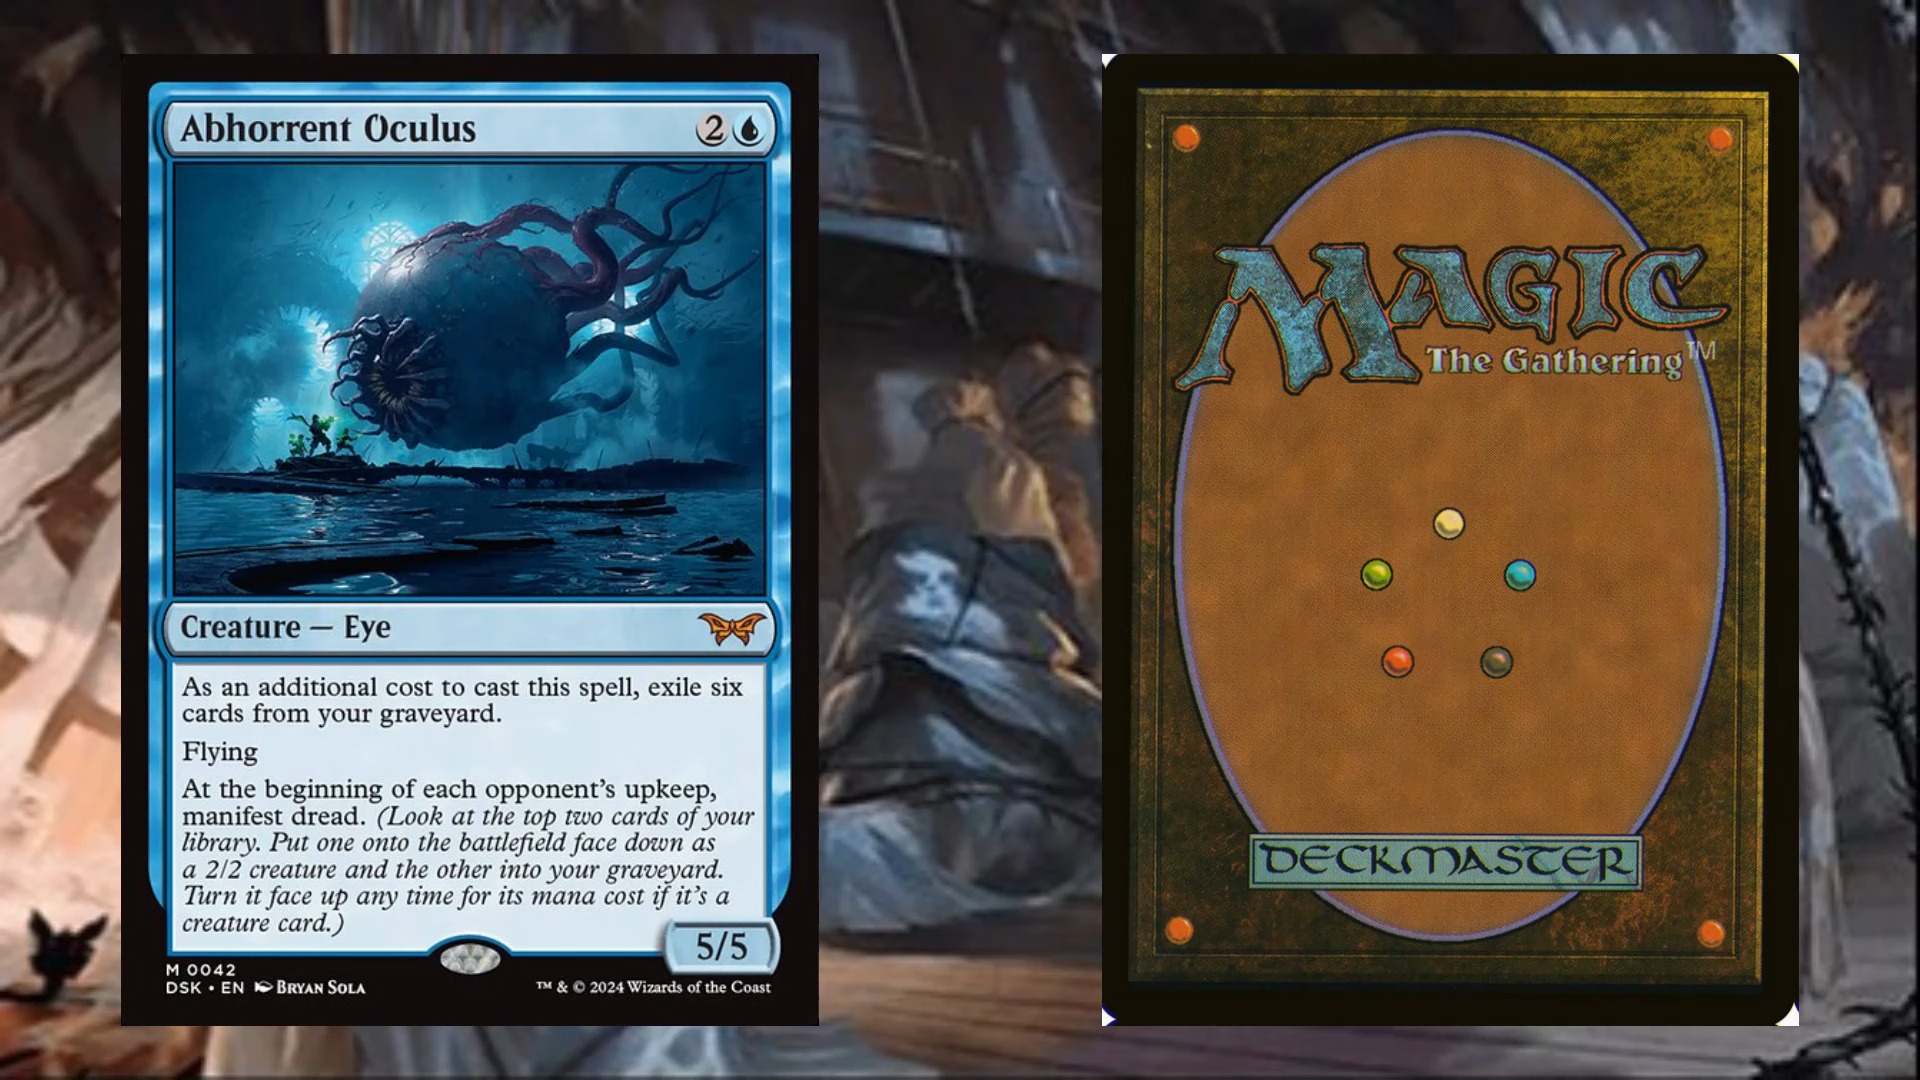 Abhorrent Oculus 2
Creature — Eye
As an additional cost to cast this spell, exile six
cards from your graveyard.
Flying
At the beginning of each opponent's upkeep,
manifest dread. (Look at the top two cards of your
library. Put one onto the battlefield face down as
a 2/2 creature and the other into your graveyard.
Turn it face up any time for its mana cost if it's a
creature card.)
5/5
M 0042
DSK • EN Bryan Sola
™ & © 2024 Wizards of the Coast
Magic
The Gathering™
DECKMASTER